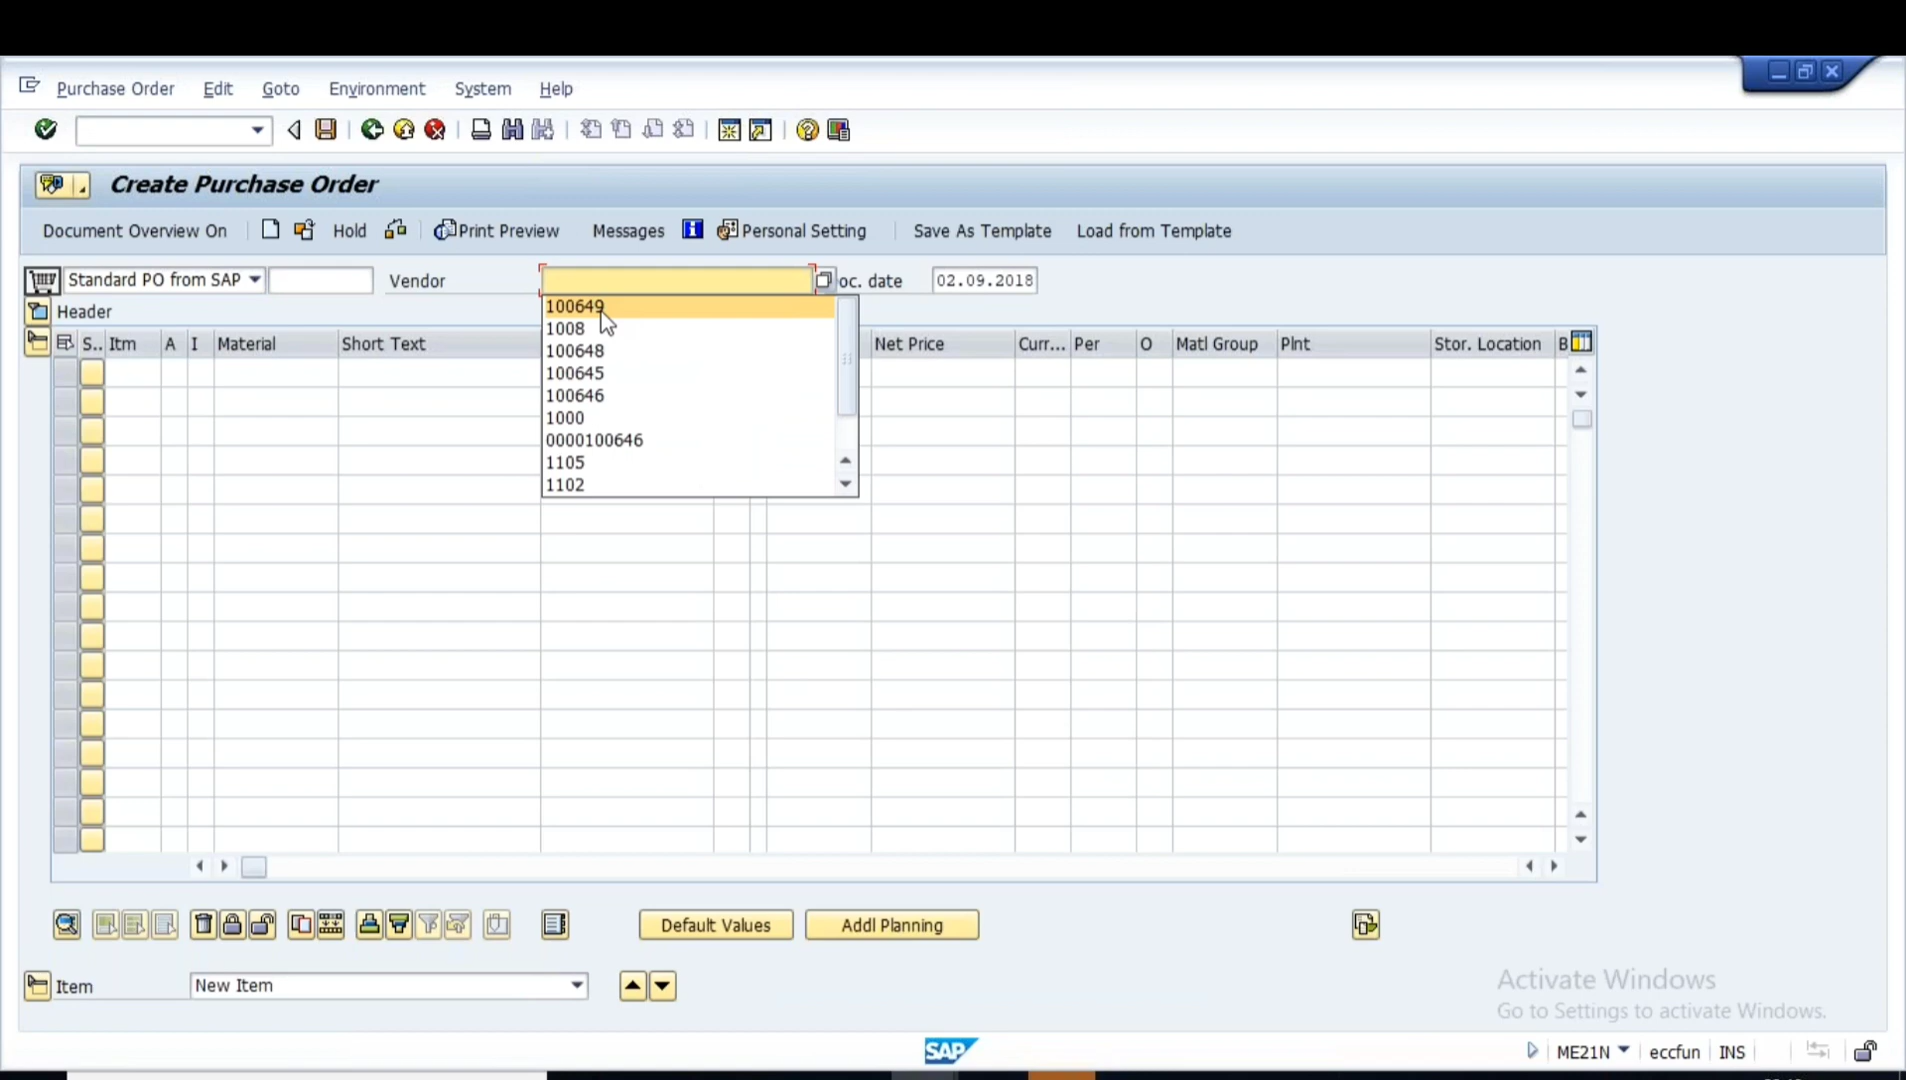 Purchase Order Edit Goto Environment System Help
Create Purchase Order
Document Overview On Hold Print Preview Messages Personal Setting Save As Template Load from Template
Standard PO from SAP Vendor oc. date 02.09.2018
Header
100649
1008
100648
100645
100646
1000
0000100646
1105
1102
S.. Itm A I Material Short Text Net Price Curr... Per O Matl Group Plnt Stor. Location B
Default Values Addl Planning
Item New Item
Activate Windows
Go to Settings to activate Windows.
SAP ME21N eccfun INS